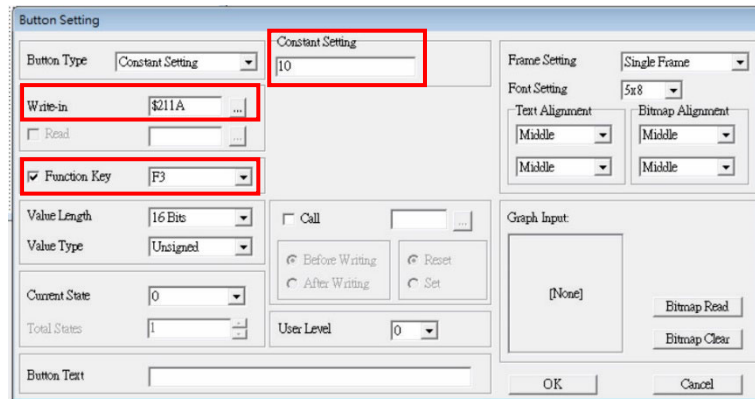 Button Setting
Button Type Constant Setting
Constant Setting
10
Write-in $211A ...
Read ...
Function Key F3
Value Length 16 Bits
Value Type Unsigned
Current State 0
Total States 1
Button Text
Call ...
Before Writing Reset
After Writing Set
User Level 0
Frame Setting Single Frame
Font Setting 5x8
Text Alignment Bitmap Alignment
Middle Middle
Middle Middle
Graph Input:
[None]
Bitmap Read
Bitmap Clear
OK Cancel